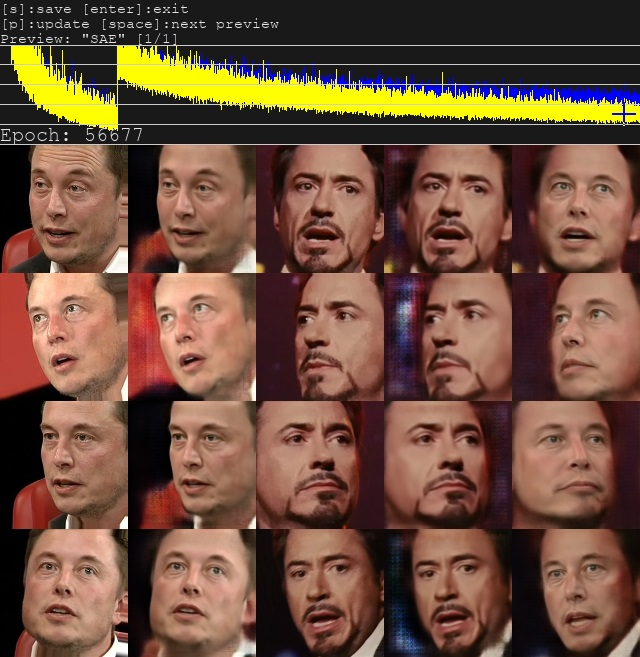 [s]:save [enter]:exit
[p]:update [space]:next preview
Preview: "SAE" [1/1]
Epoch: 56677